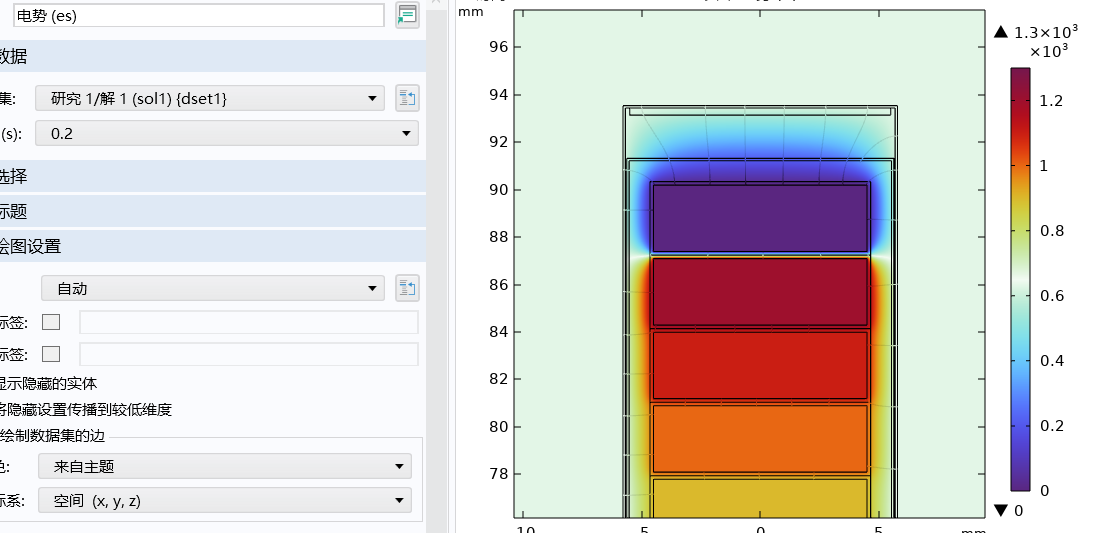 电势 (es)
数据
集:
研究 1/解 1 (sol1) {dset1}
(s):
0.2
选择
标题
绘图设置
自动
标签:
标签:
显示隐藏的实体
将隐藏设置传播到较低维度
绘制数据集的边
色:
来自主题
标系:
空间 (x, y, z)
mm
96
94
92
90
88
86
84
82
80
78
10
5
0
5
mm
▲ 1.3×10³
×10³
1.2
1
0.8
0.6
0.4
0.2
0
▼ 0